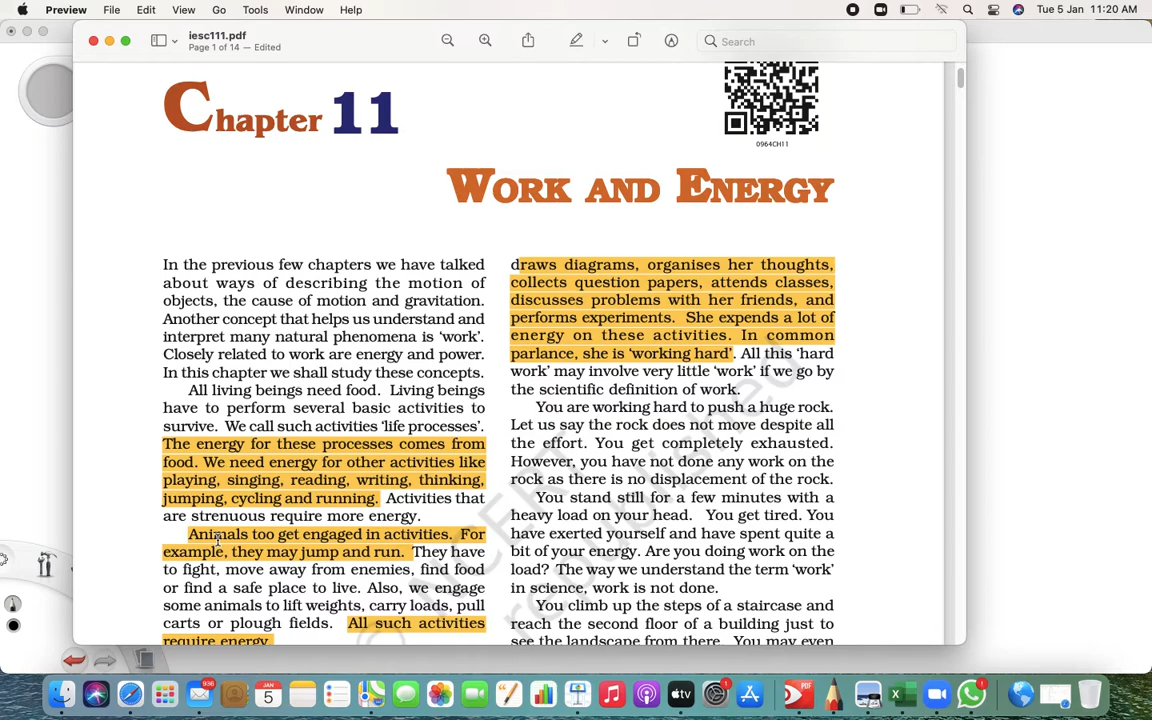 Preview File Edit View Go Tools Window Help Tue 5 Jan 11:20 AM
iesc111.pdf
Page 1 of 14 — Edited
Search
Chapter 11
0964CH11
WORK AND ENERGY
In the previous few chapters we have talked
about ways of describing the motion of
objects, the cause of motion and gravitation.
Another concept that helps us understand and
interpret many natural phenomena is ‘work’.
Closely related to work are energy and power.
In this chapter we shall study these concepts.
All living beings need food. Living beings
have to perform several basic activities to
survive. We call such activities ‘life processes’.
The energy for these processes comes from
food. We need energy for other activities like
playing, singing, reading, writing, thinking,
jumping, cycling and running. Activities that
are strenuous require more energy.
Animals too get engaged in activities. For
example, they may jump and run. They have
to fight, move away from enemies, find food
or find a safe place to live. Also, we engage
some animals to lift weights, carry loads, pull
carts or plough fields. All such activities
require energy.
draws diagrams, organises her thoughts,
collects question papers, attends classes,
discusses problems with her friends, and
performs experiments. She expends a lot of
energy on these activities. In common
parlance, she is ‘working hard’. All this ‘hard
work’ may involve very little ‘work’ if we go by
the scientific definition of work.
You are working hard to push a huge rock.
Let us say the rock does not move despite all
the effort. You get completely exhausted.
However, you have not done any work on the
rock as there is no displacement of the rock.
You stand still for a few minutes with a
heavy load on your head. You get tired. You
have exerted yourself and have spent quite a
bit of your energy. Are you doing work on the
load? The way we understand the term ‘work’
in science, work is not done.
You climb up the steps of a staircase and
reach the second floor of a building just to
see the landscape from there. You may even
© NCERT
republished
936
JAN
5
1